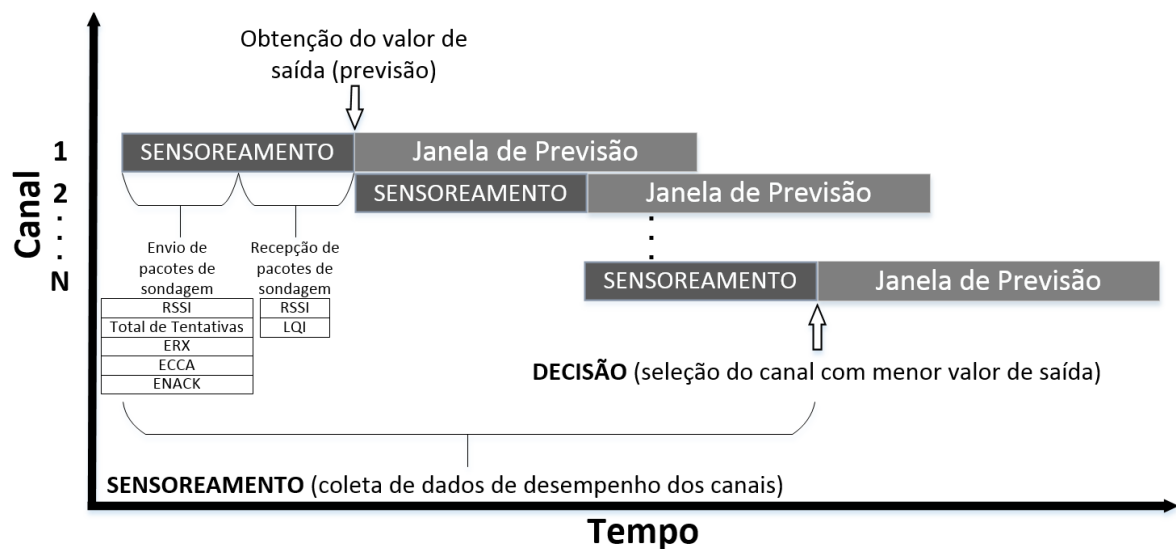 Obtenção do valor de
saída (previsão)
Canal
1
SENSOREAMENTO
Janela de Previsão
2
SENSOREAMENTO
Janela de Previsão
N
SENSOREAMENTO
Janela de Previsão
Envio de
pacotes de
sondagem
RSSI
Total de Tentativas
ERX
ECCA
ENACK
Recepção de
pacotes de
sondagem
RSSI
LQI
DECISÃO (seleção do canal com menor valor de saída)
SENSOREAMENTO (coleta de dados de desempenho dos canais)
Tempo